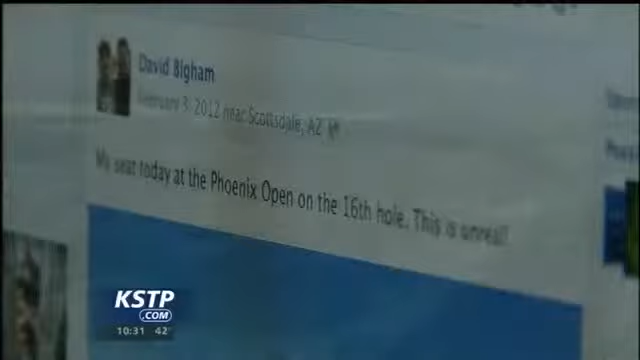 David Bigham
February 3, 2012 near Scottsdale, AZ
My seat today at the Phoenix Open on the 16th hole. This is unreal!
KSTP
.COM
10:31 42°